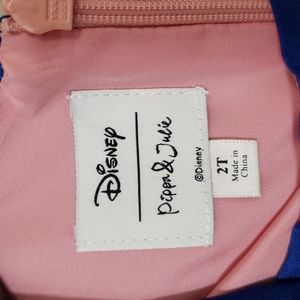 DISNEY
Pippa & Julie
©Disney
2T
Made in
China